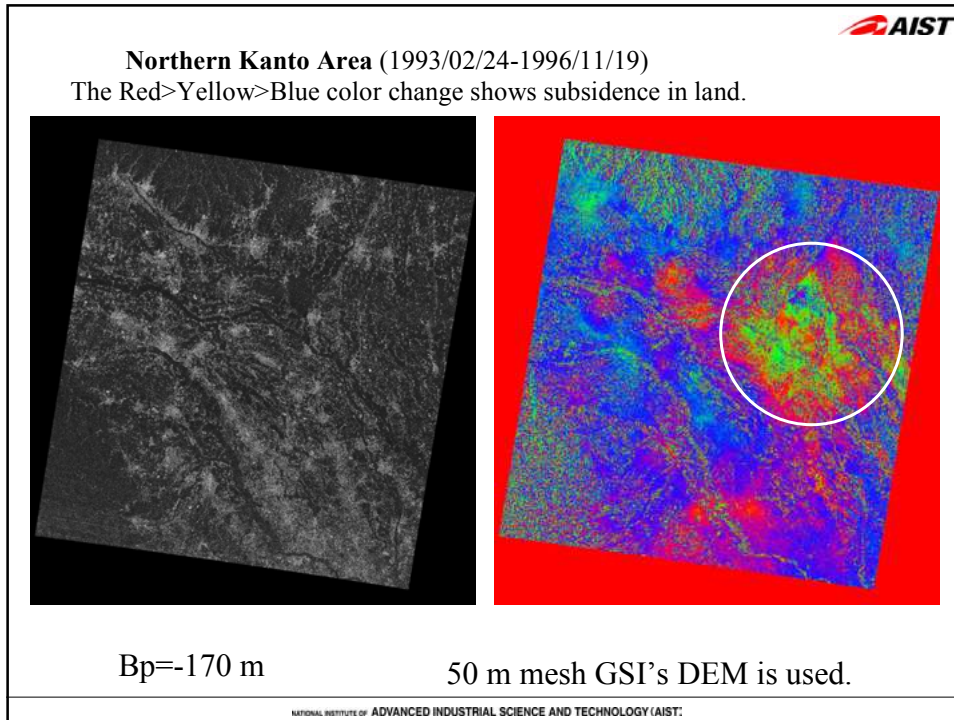 AIST
Northern Kanto Area (1993/02/24-1996/11/19)
The Red>Yellow>Blue color change shows subsidence in land.
Bp=-170 m
50 m mesh GSI's DEM is used.
NATIONAL INSTITUTE OF ADVANCED INDUSTRIAL SCIENCE AND TECHNOLOGY (AIST)